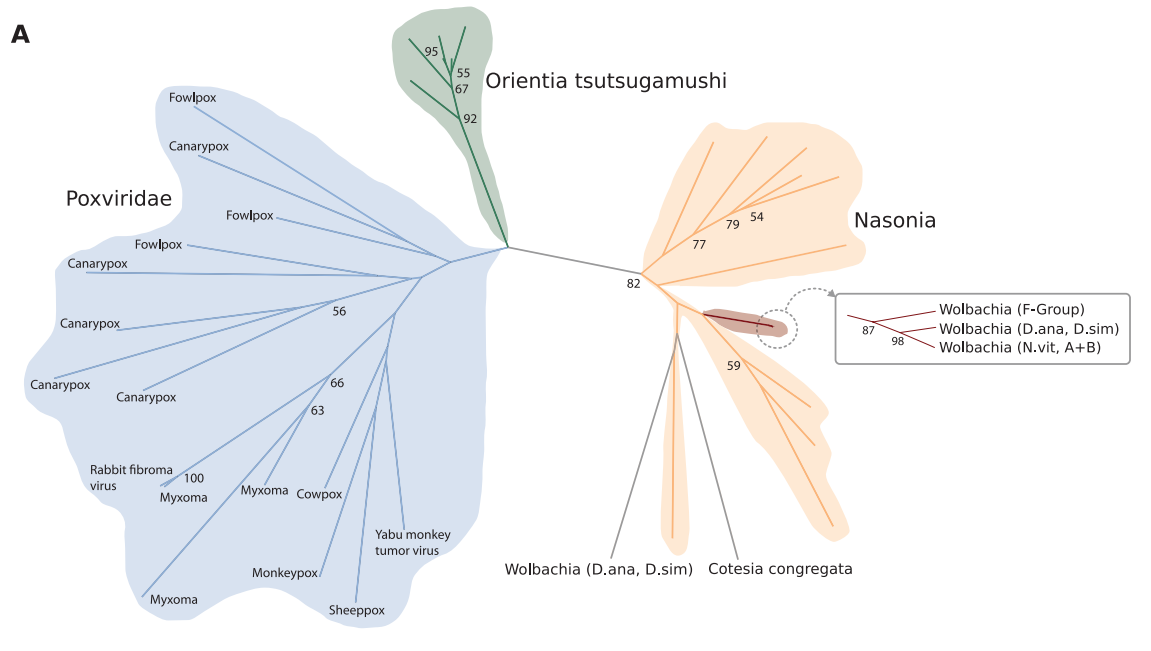 A
95
55
Orientia tsutsugamushi
67
Fowlpox
92
Canarypox
Poxviridae
Fowlpox
54
Nasonia
79
Fowlpox
77
Canarypox
82
56
Canarypox
Wolbachia (F-Group)
87
Wolbachia (D.ana, D.sim)
98
Wolbachia (N.vit, A+B)
59
Canarypox
66
Canarypox
63
Rabbit fibroma
virus
100
Myxoma
Myxoma
Cowpox
Yabu monkey
tumor virus
Monkeypox
Wolbachia (D.ana, D.sim)
Cotesia congregata
Myxoma
Sheeppox